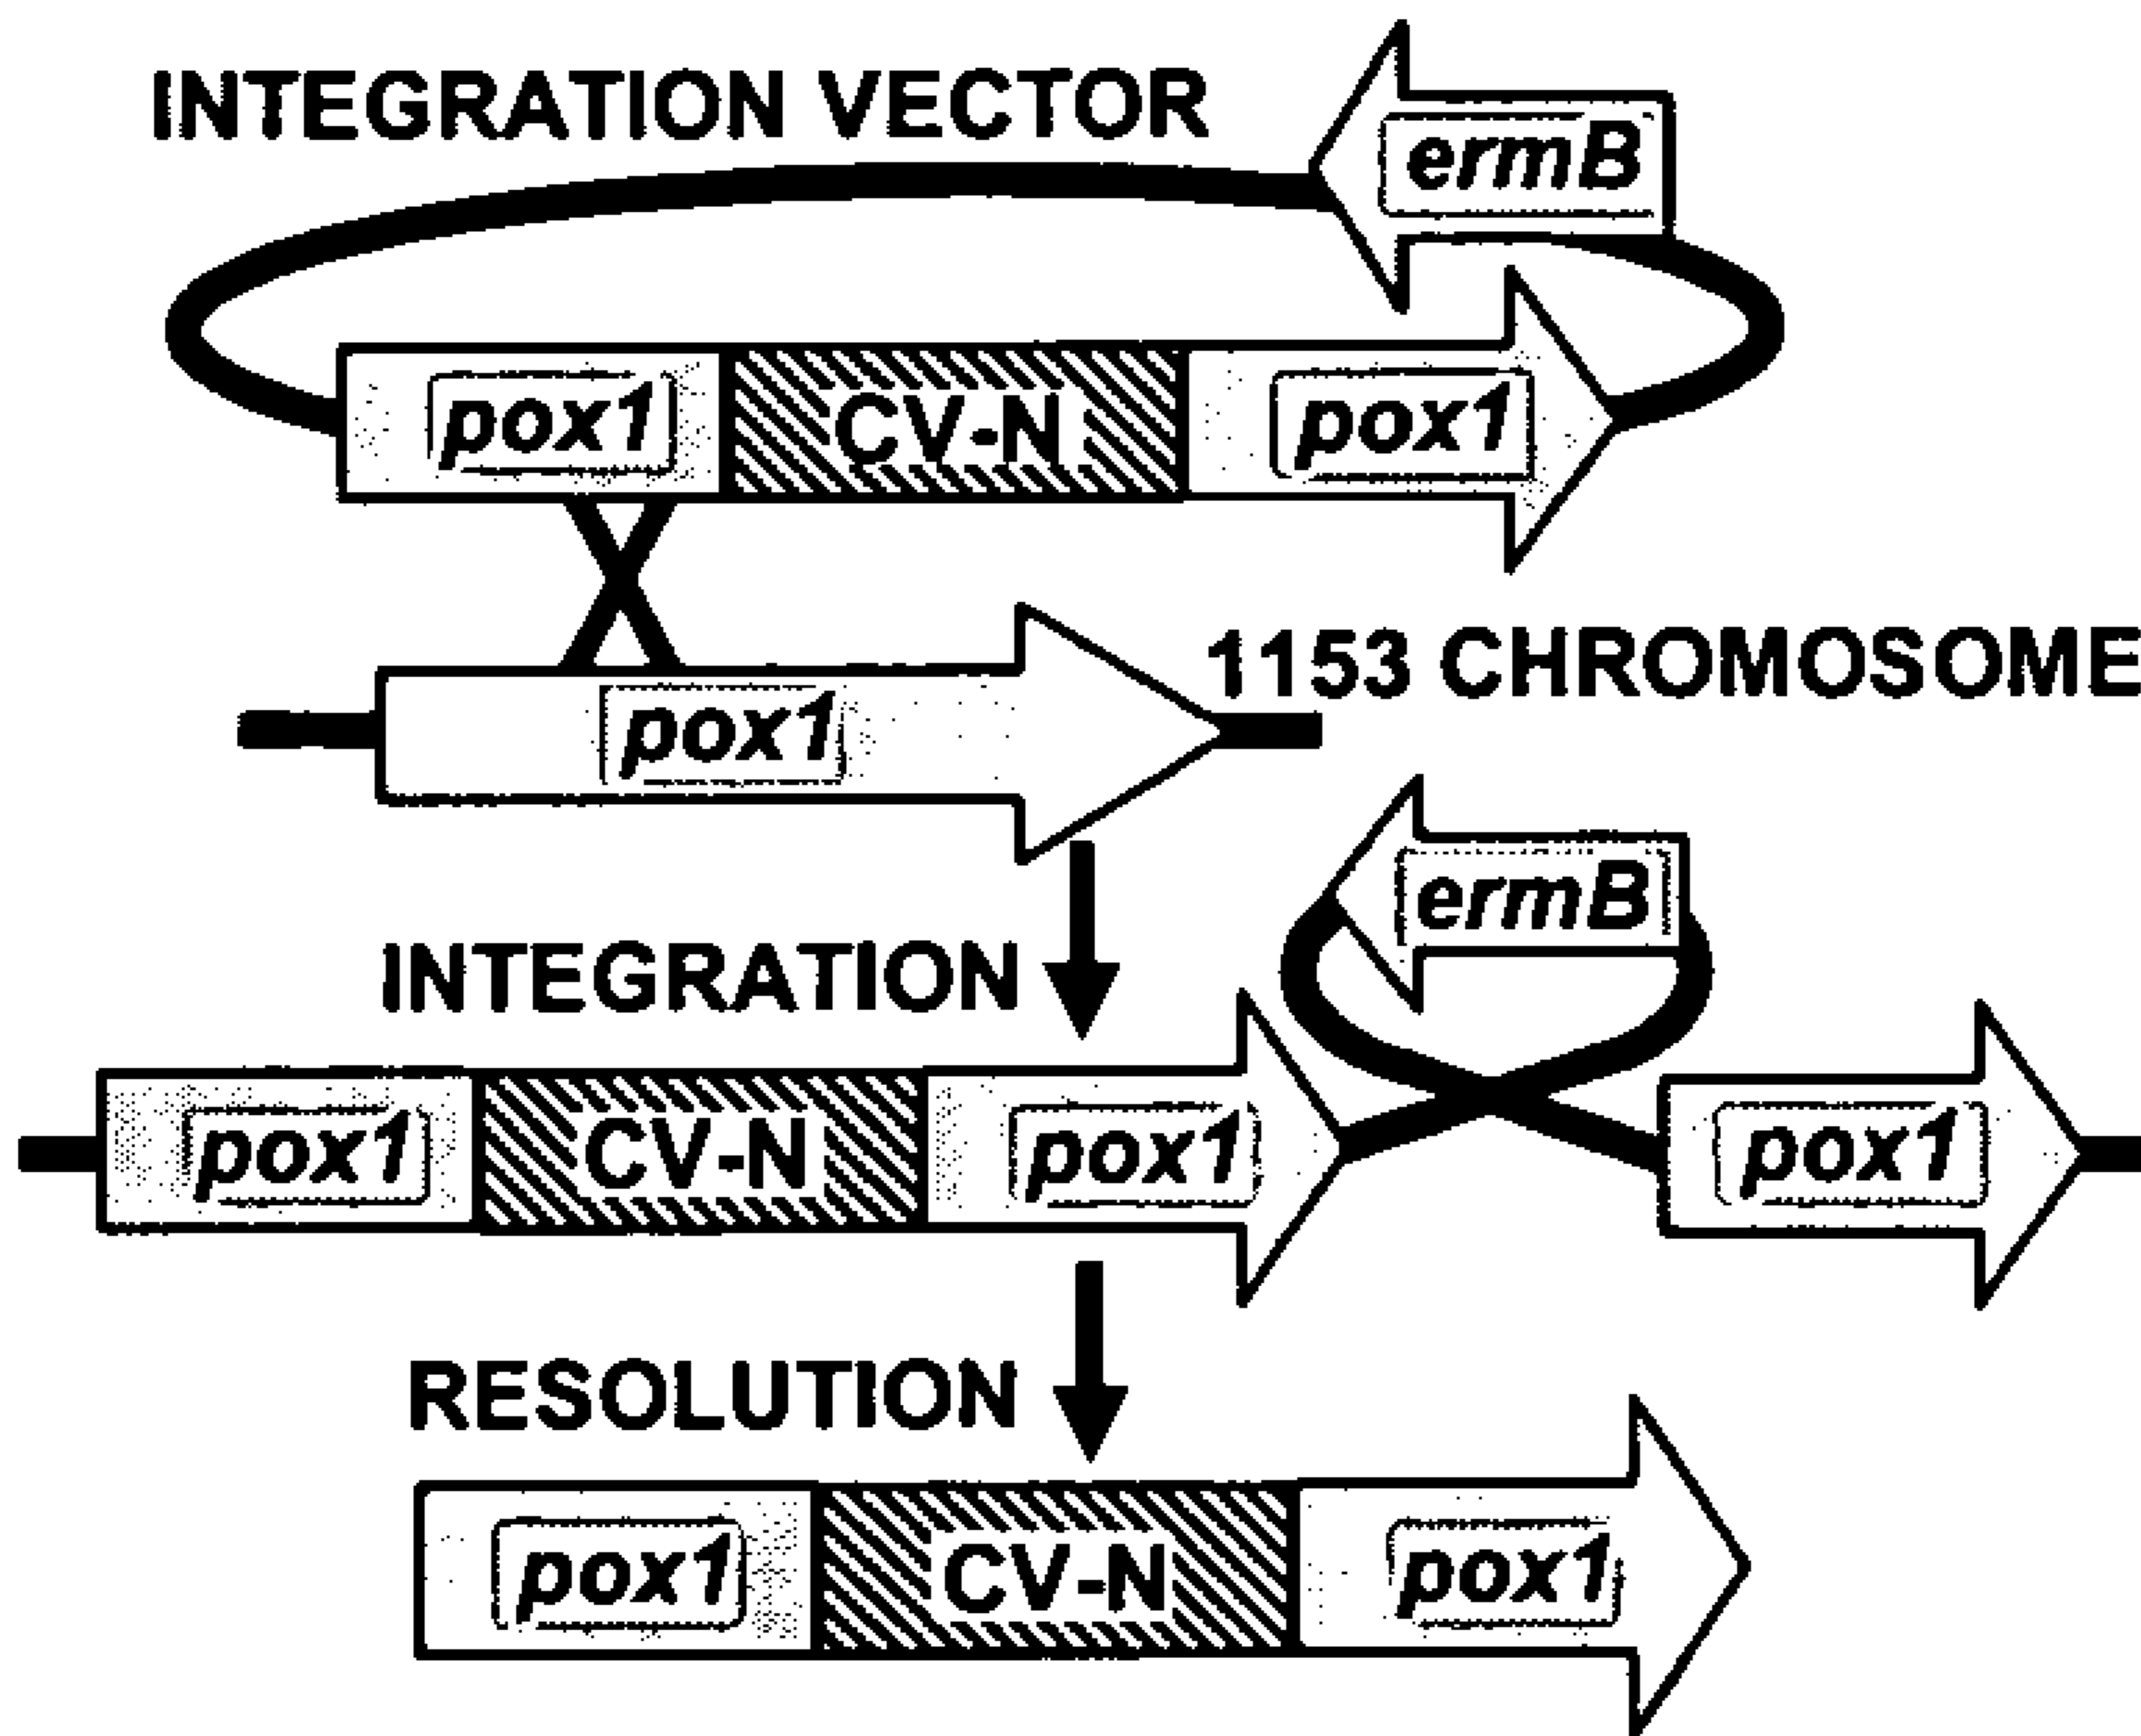 INTEGRATION VECTOR
ermB
pox1 CV-N pox1
1153 CHROMOSOME
pox1
ermB
INTEGRATION
pox1 CV-N pox1 pox1
RESOLUTION
pox1 CV-N pox1